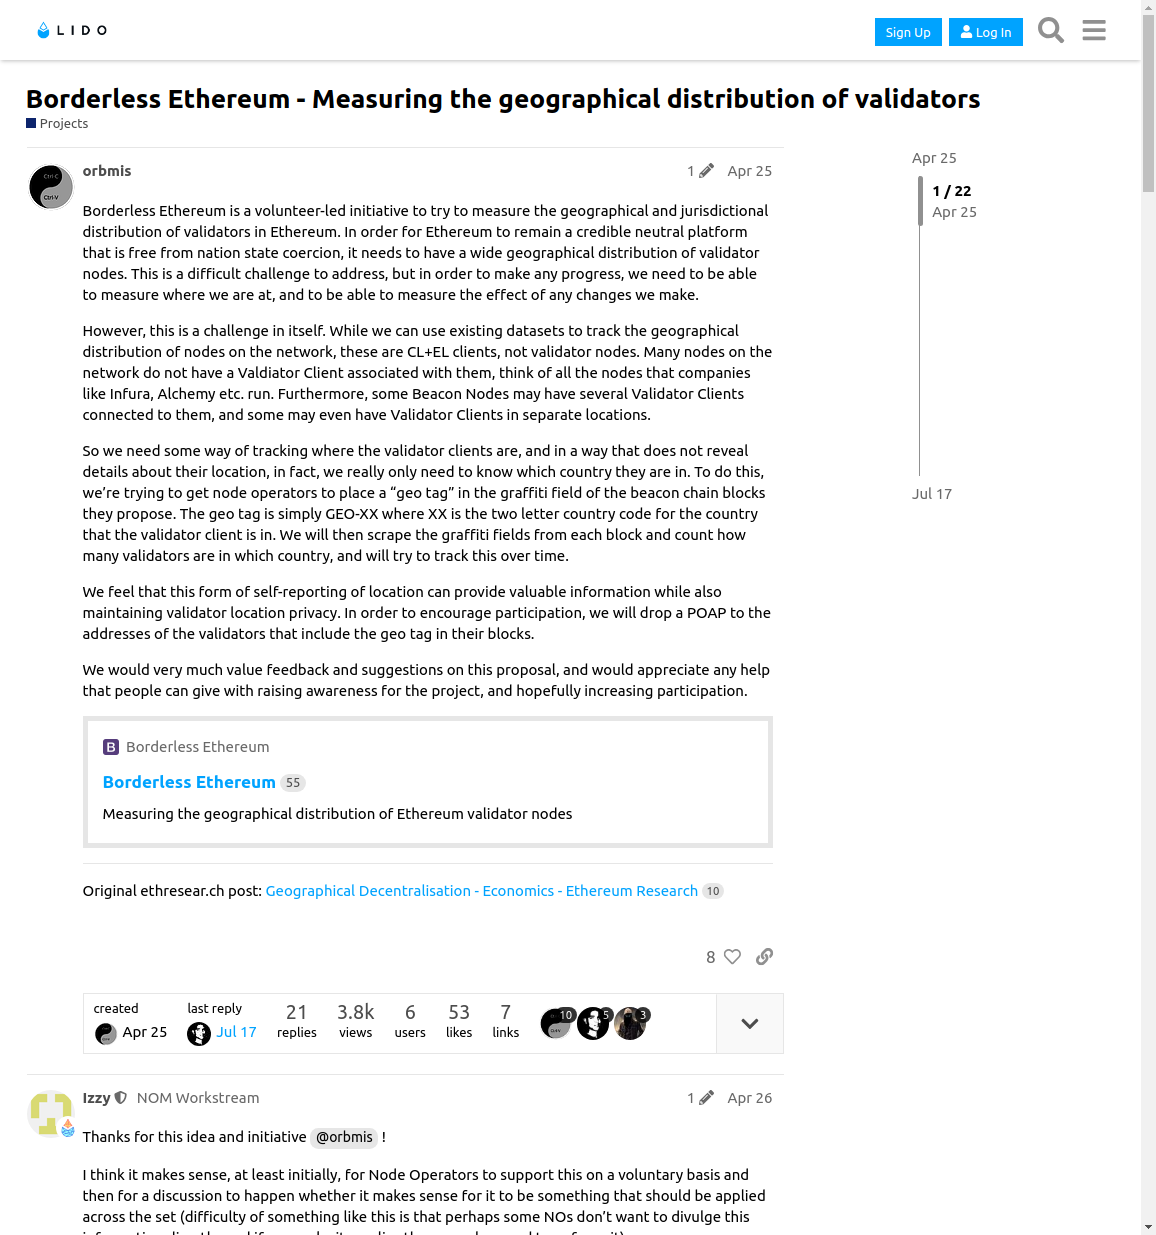 LIDO
Sign Up
Log In
Borderless Ethereum - Measuring the geographical distribution of validators
Projects
orbmis
1
Apr 25
Borderless Ethereum is a volunteer-led initiative to try to measure the geographical and jurisdictional
distribution of validators in Ethereum. In order for Ethereum to remain a credible neutral platform
that is free from nation state coercion, it needs to have a wide geographical distribution of validator
nodes. This is a difficult challenge to address, but in order to make any progress, we need to be able
to measure where we are at, and to be able to measure the effect of any changes we make.
However, this is a challenge in itself. While we can use existing datasets to track the geographical
distribution of nodes on the network, these are CL+EL clients, not validator nodes. Many nodes on the
network do not have a Valdiator Client associated with them, think of all the nodes that companies
like Infura, Alchemy etc. run. Furthermore, some Beacon Nodes may have several Validator Clients
connected to them, and some may even have Validator Clients in separate locations.
So we need some way of tracking where the validator clients are, and in a way that does not reveal
details about their location, in fact, we really only need to know which country they are in. To do this,
we’re trying to get node operators to place a “geo tag” in the graffiti field of the beacon chain blocks
they propose. The geo tag is simply GEO-XX where XX is the two letter country code for the country
that the validator client is in. We will then scrape the graffiti fields from each block and count how
many validators are in which country, and will try to track this over time.
We feel that this form of self-reporting of location can provide valuable information while also
maintaining validator location privacy. In order to encourage participation, we will drop a POAP to the
addresses of the validators that include the geo tag in their blocks.
We would very much value feedback and suggestions on this proposal, and would appreciate any help
that people can give with raising awareness for the project, and hopefully increasing participation.
B Borderless Ethereum
Borderless Ethereum 55
Measuring the geographical distribution of Ethereum validator nodes
Original ethresear.ch post: Geographical Decentralisation - Economics - Ethereum Research 10
8
created
Apr 25
last reply
Jul 17
21
replies
3.8k
views
6
users
53
likes
7
links
10
5
3
Izzy NOM Workstream
1
Apr 26
Thanks for this idea and initiative @orbmis !
I think it makes sense, at least initially, for Node Operators to support this on a voluntary basis and
then for a discussion to happen whether it makes sense for it to be something that should be applied
across the set (difficulty of something like this is that perhaps some NOs don’t want to divulge this
Apr 25
1 / 22
Apr 25
Jul 17